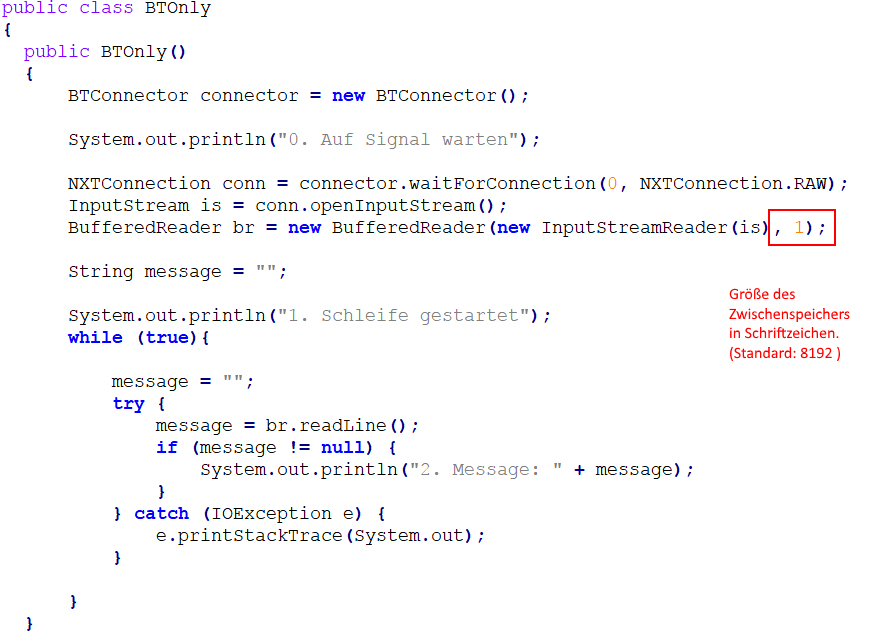 public class BTOnly
{
public BTOnly()
{
BTConnector connector = new BTConnector();
System.out.println("0. Auf Signal warten");
NXTConnection conn = connector.waitForConnection(0, NXTConnection.RAW);
InputStream is = conn.openInputStream();
BufferedReader br = new BufferedReader(new InputStreamReader(is), 1);
String message = "";
Größe des
Zwischenspeichers
in Schriftzeichen.
(Standard: 8192 )
System.out.println("1. Schleife gestartet");
while (true){
message = "";
try {
message = br.readLine();
if (message != null) {
System.out.println("2. Message: " + message);
}
} catch (IOException e) {
e.printStackTrace(System.out);
}
}
}